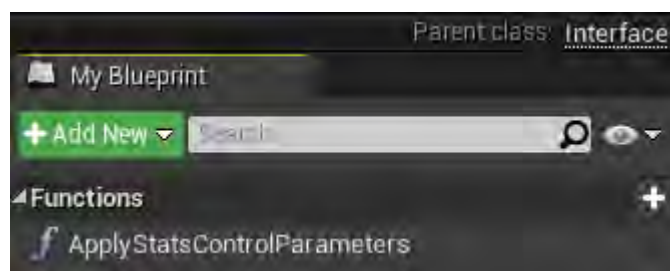 Parent class: Interface
My Blueprint
+ Add New
Search
Functions
ApplyStatsControlParameters